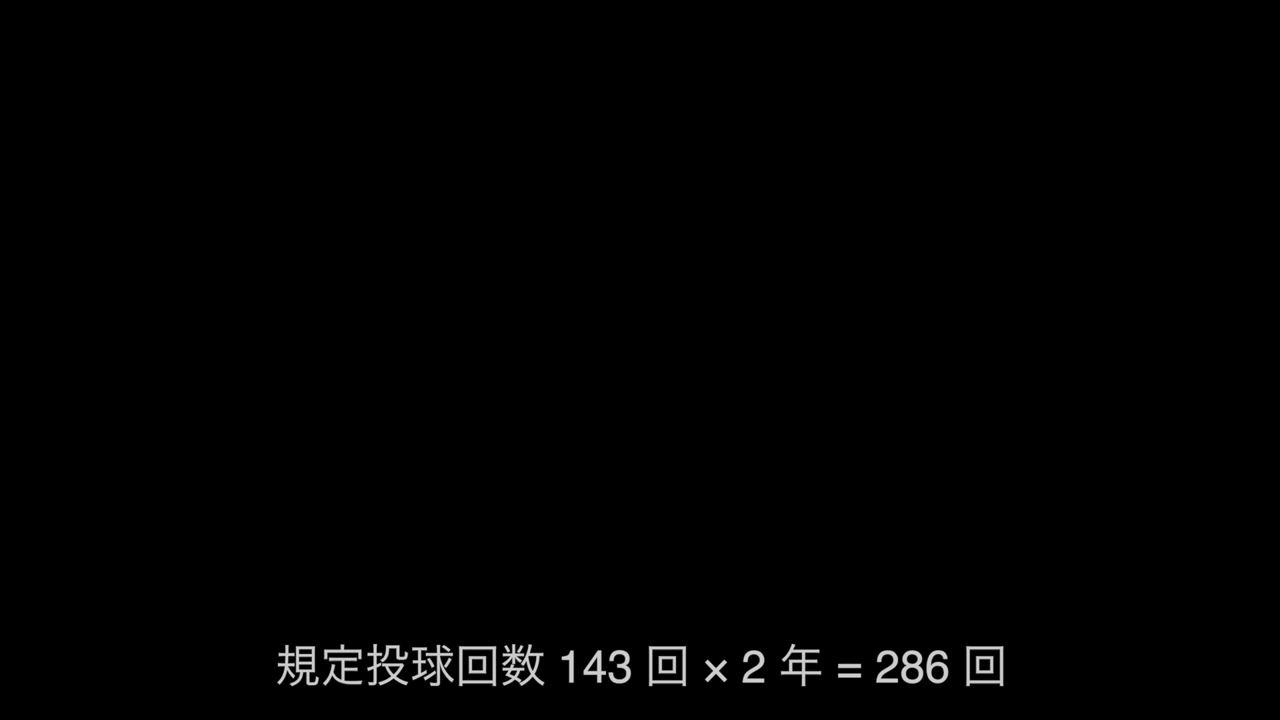 規定投球回数 143 回 × 2 年 = 286 回